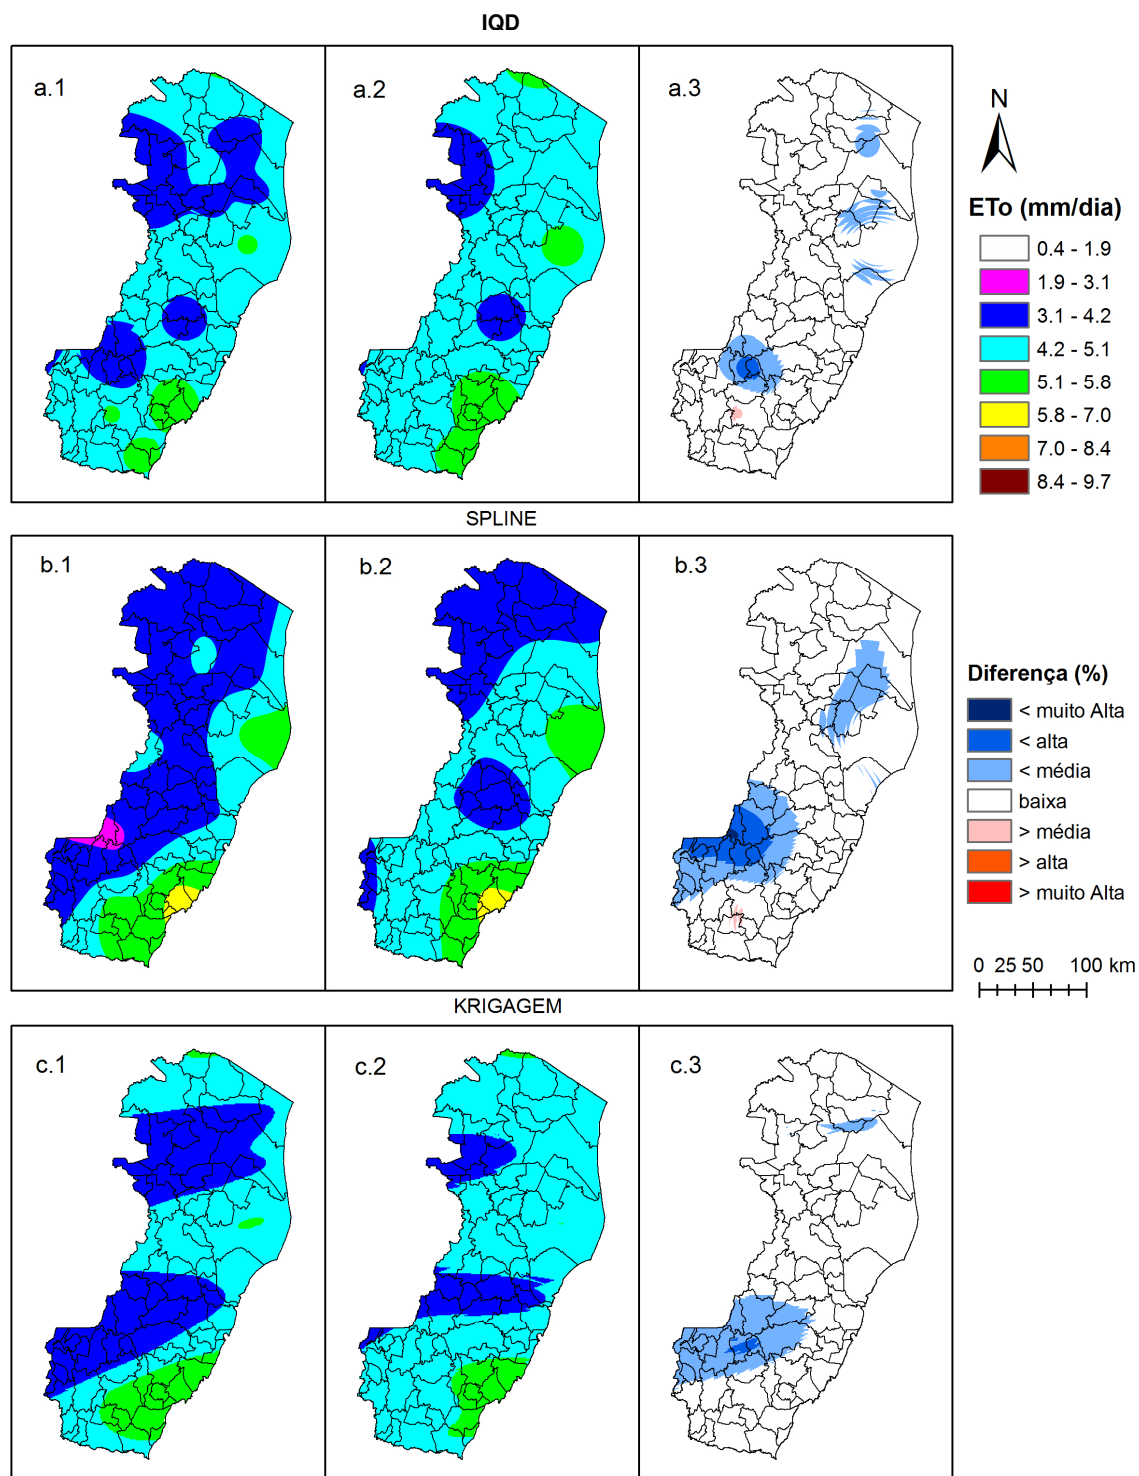 IQD
a.1
a.2
a.3
N
ETo (mm/dia)
0.4 - 1.9
1.9 - 3.1
3.1 - 4.2
4.2 - 5.1
5.1 - 5.8
5.8 - 7.0
7.0 - 8.4
8.4 - 9.7
SPLINE
b.1
b.2
b.3
Diferença (%)
< muito Alta
< alta
< média
baixa
> média
> alta
> muito Alta
0 25 50 100 km
KRIGAGEM
c.1
c.2
c.3